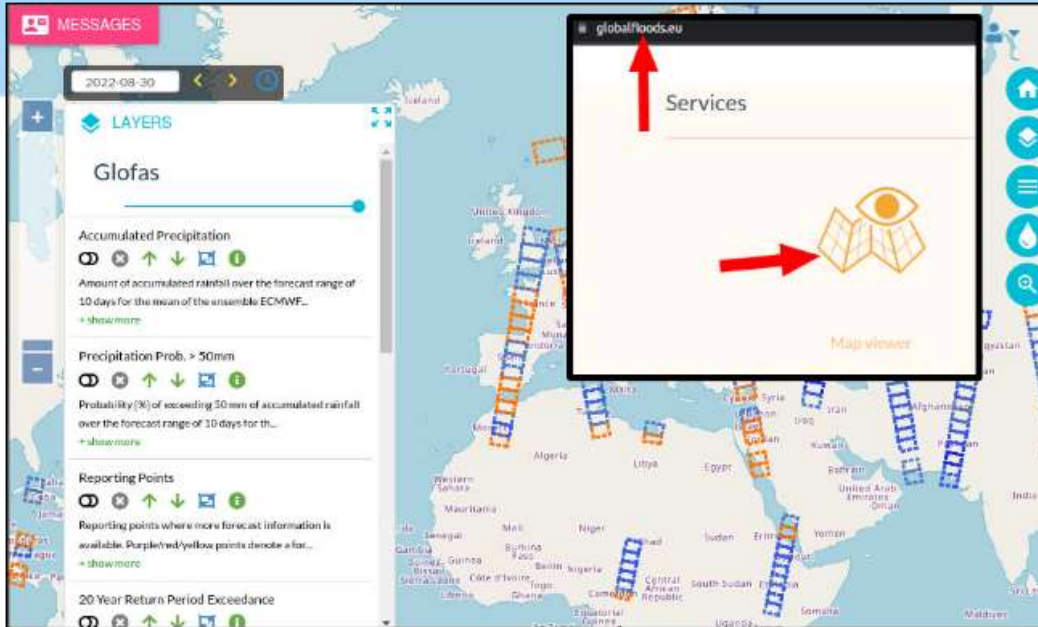 MESSAGES
2022-08-30
LAYERS
Glofas
Accumulated Precipitation
Amount of accumulated rainfall over the forecast range of
10 days for the mean of the ensemble ECMWF...
+ show more
Precipitation Prob. > 50mm
Probability (%) of exceeding 50 mm of accumulated rainfall
over the forecast range of 10 days for th...
+ show more
Reporting Points
Reporting points where more forecast information is
available. Purple/red/yellow points denote a for...
+ show more
20 Year Return Period Exceedance
globalfloods.eu
Services
Map viewer
Iceland
United Kingdom
Portugal
Malta
Syria
Iraq
Iran
Algeria
Libya
Egypt
Bahrain
United Arab
Emirates
Oman
Western
Sahara
Mauritania
Mali
Niger
Sudan
Yemen
India
Senegal
Gambia
Burkina
Faso
Guinea
Benin
Nigeria
Sierra Leone
Côte d'Ivoire
Togo
Liberia
Central
African
Republic
South Sudan
Equatorial
Guinea
Uganda
Somalia
Maldives